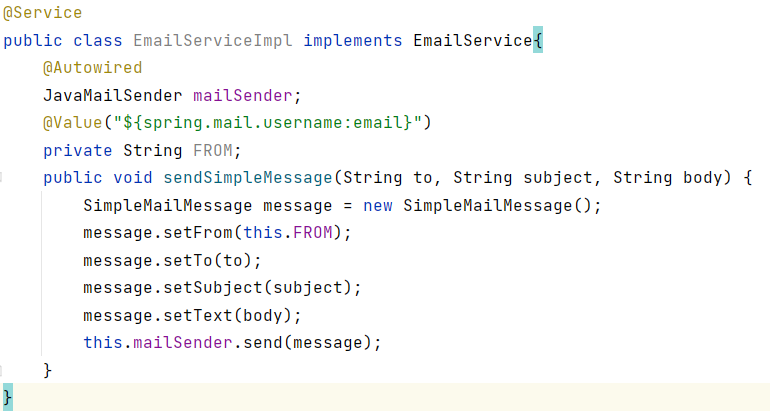 @Service
public class EmailServiceImpl implements EmailService{
    @Autowired
    JavaMailSender mailSender;
    @Value("${spring.mail.username:email}")
    private String FROM;
    public void sendSimpleMessage(String to, String subject, String body) {
        SimpleMailMessage message = new SimpleMailMessage();
        message.setFrom(this.FROM);
        message.setTo(to);
        message.setSubject(subject);
        message.setText(body);
        this.mailSender.send(message);
    }
}